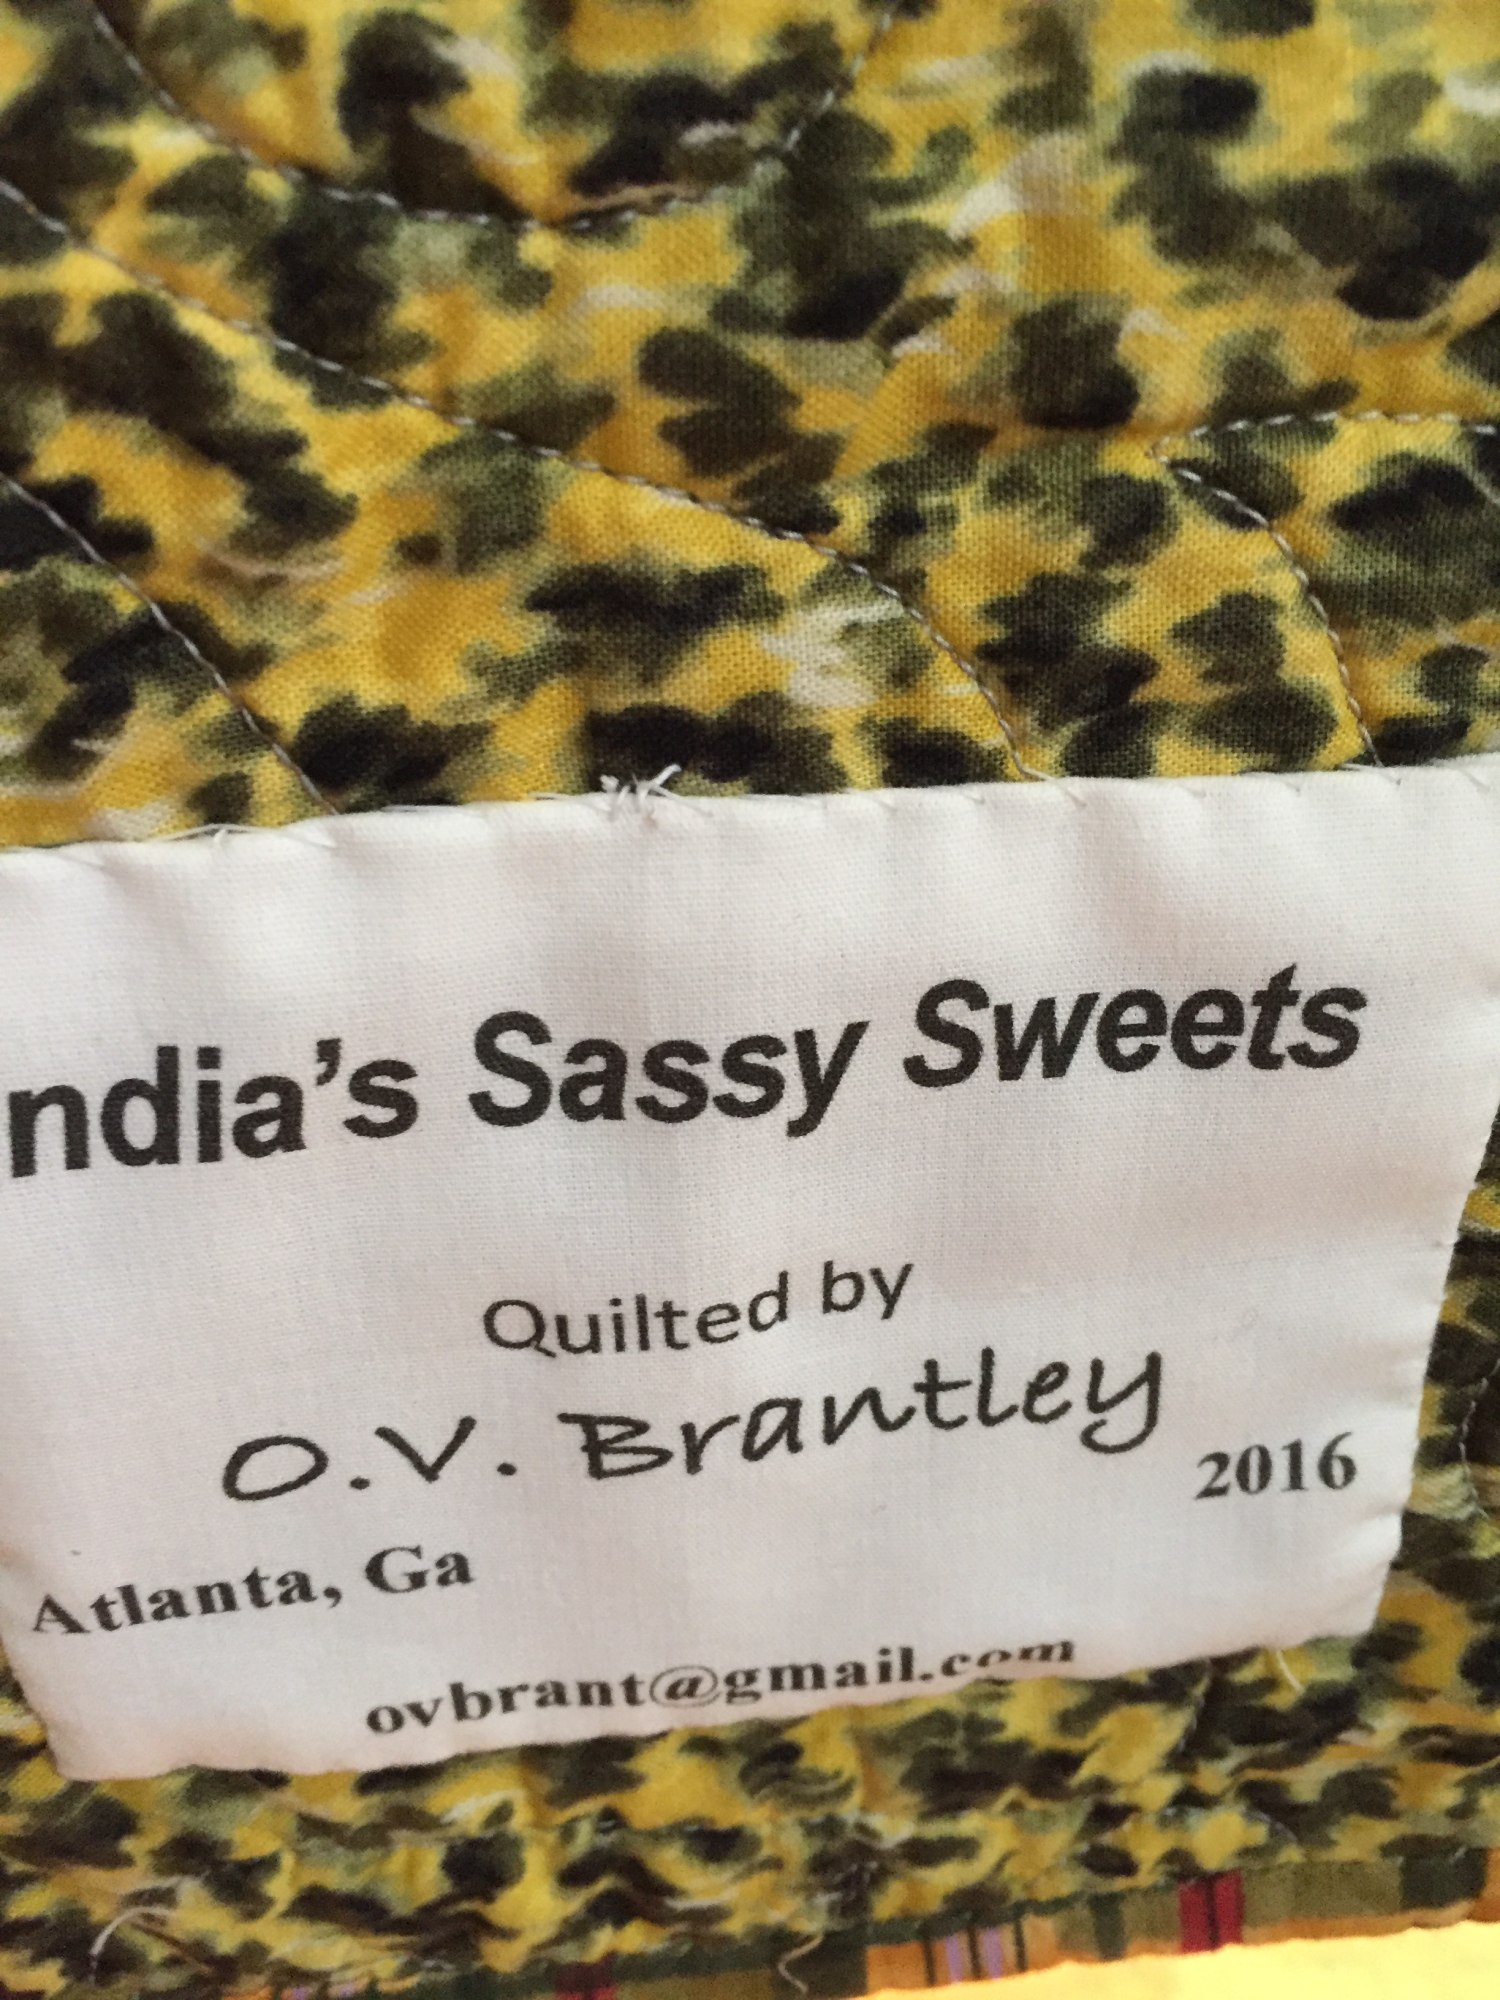 ndia's Sassy Sweets
Quilted by
O.V. Brantley
2016
Atlanta, Ga
ovbrant@gmail.com